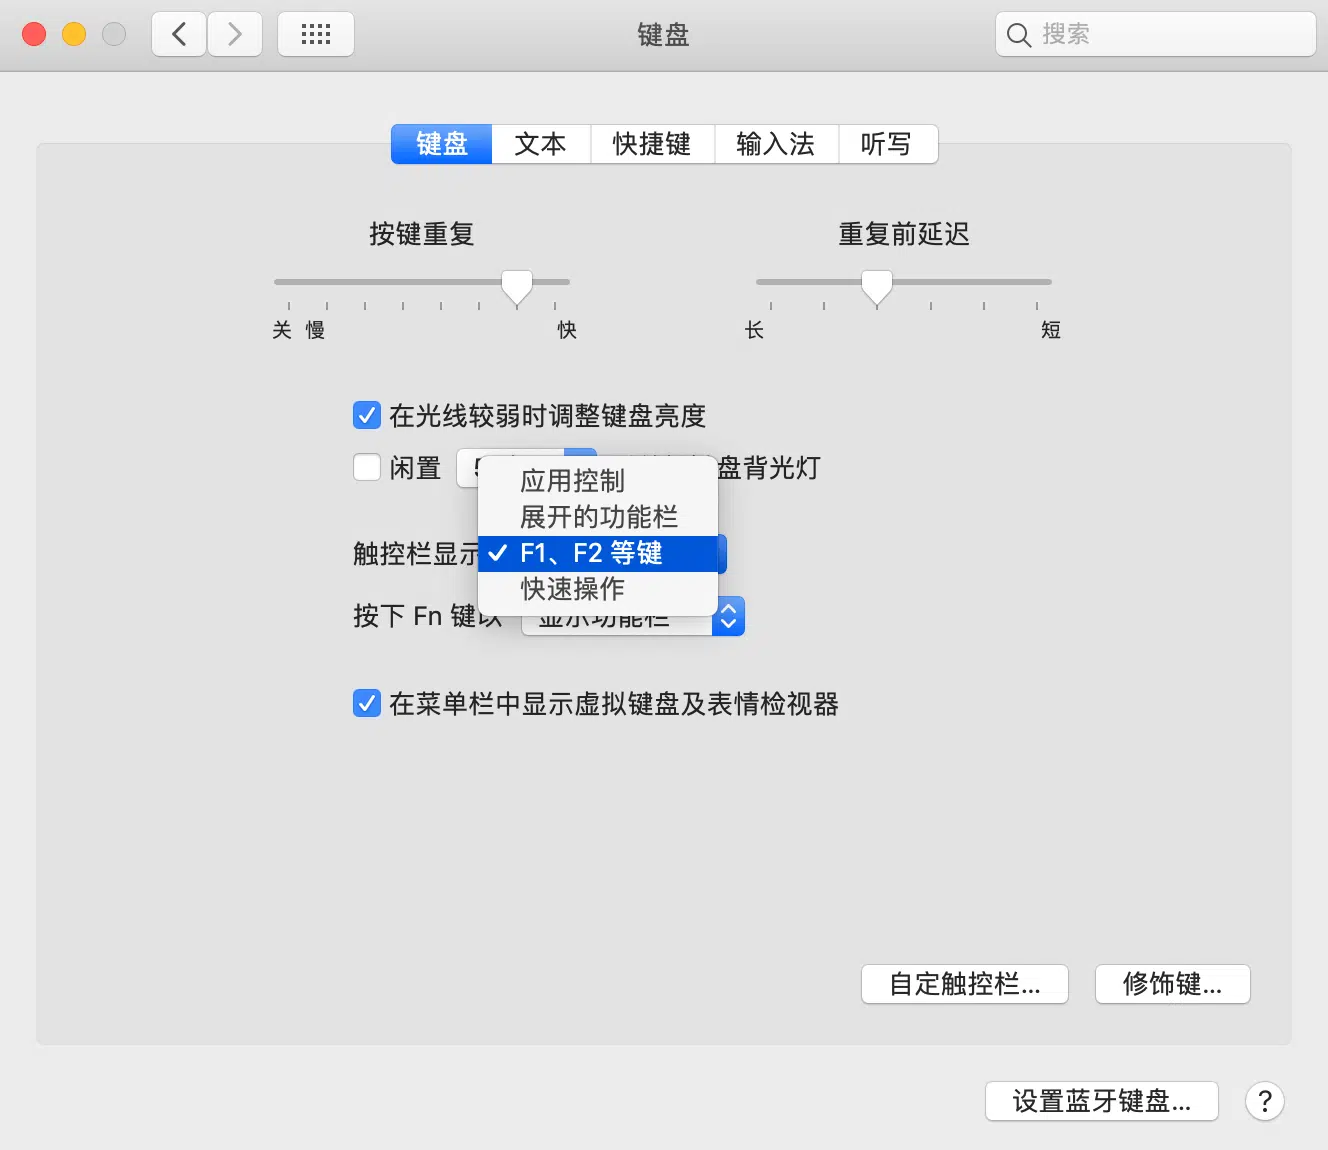 键盘
搜索
键盘 文本 快捷键 输入法 听写
按键重复 重复前延迟
关 慢 快 长 短
在光线较弱时调整键盘亮度
闲置 盘背光灯
应用控制
展开的功能栏
触控栏显示 F1、F2 等键
快速操作
按下 Fn 键以 显示功能栏
在菜单栏中显示虚拟键盘及表情检视器
自定触控栏... 修饰键...
设置蓝牙键盘... ?